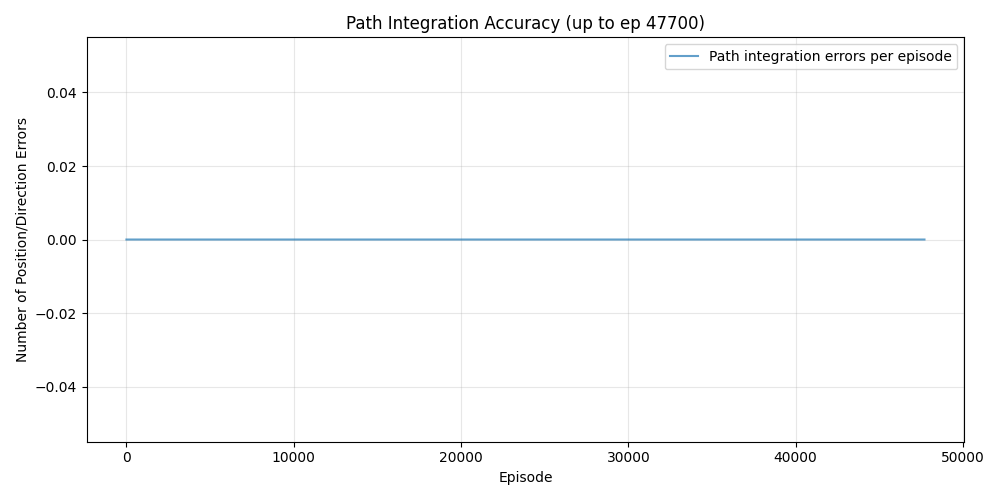 Path Integration Accuracy (up to ep 47700)
Path integration errors per episode
Number of Position/Direction Errors
0.04
0.02
0.00
−0.02
−0.04
0
10000
20000
30000
40000
50000
Episode